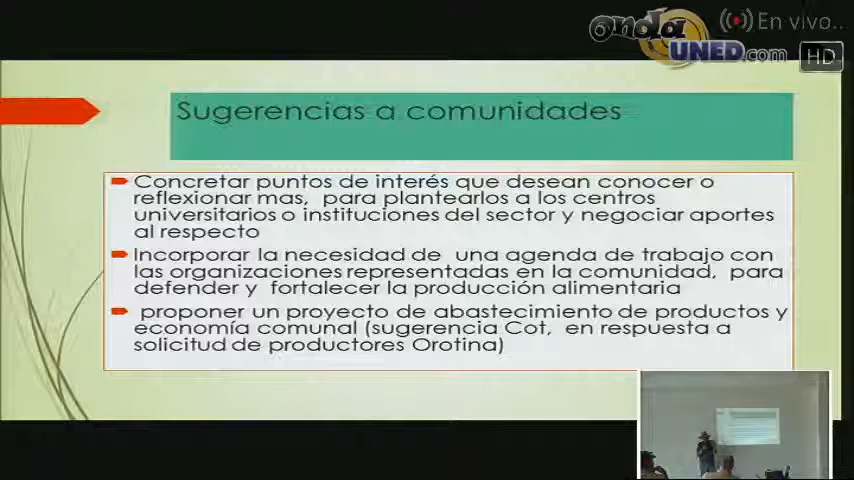 onda
UNED.com
En vivo...
HD
Sugerencias a comunidades
Concretar puntos de interés que desean conocer o
reflexionar mas, para plantearlos a los centros
universitarios o instituciones del sector y negociar aportes
al respecto
Incorporar la necesidad de una agenda de trabajo con
las organizaciones representadas en la comunidad, para
defender y fortalecer la producción alimentaria
proponer un proyecto de abastecimiento de productos y
economía comunal (sugerencia Cot, en respuesta a
solicitud de productores Orotina)